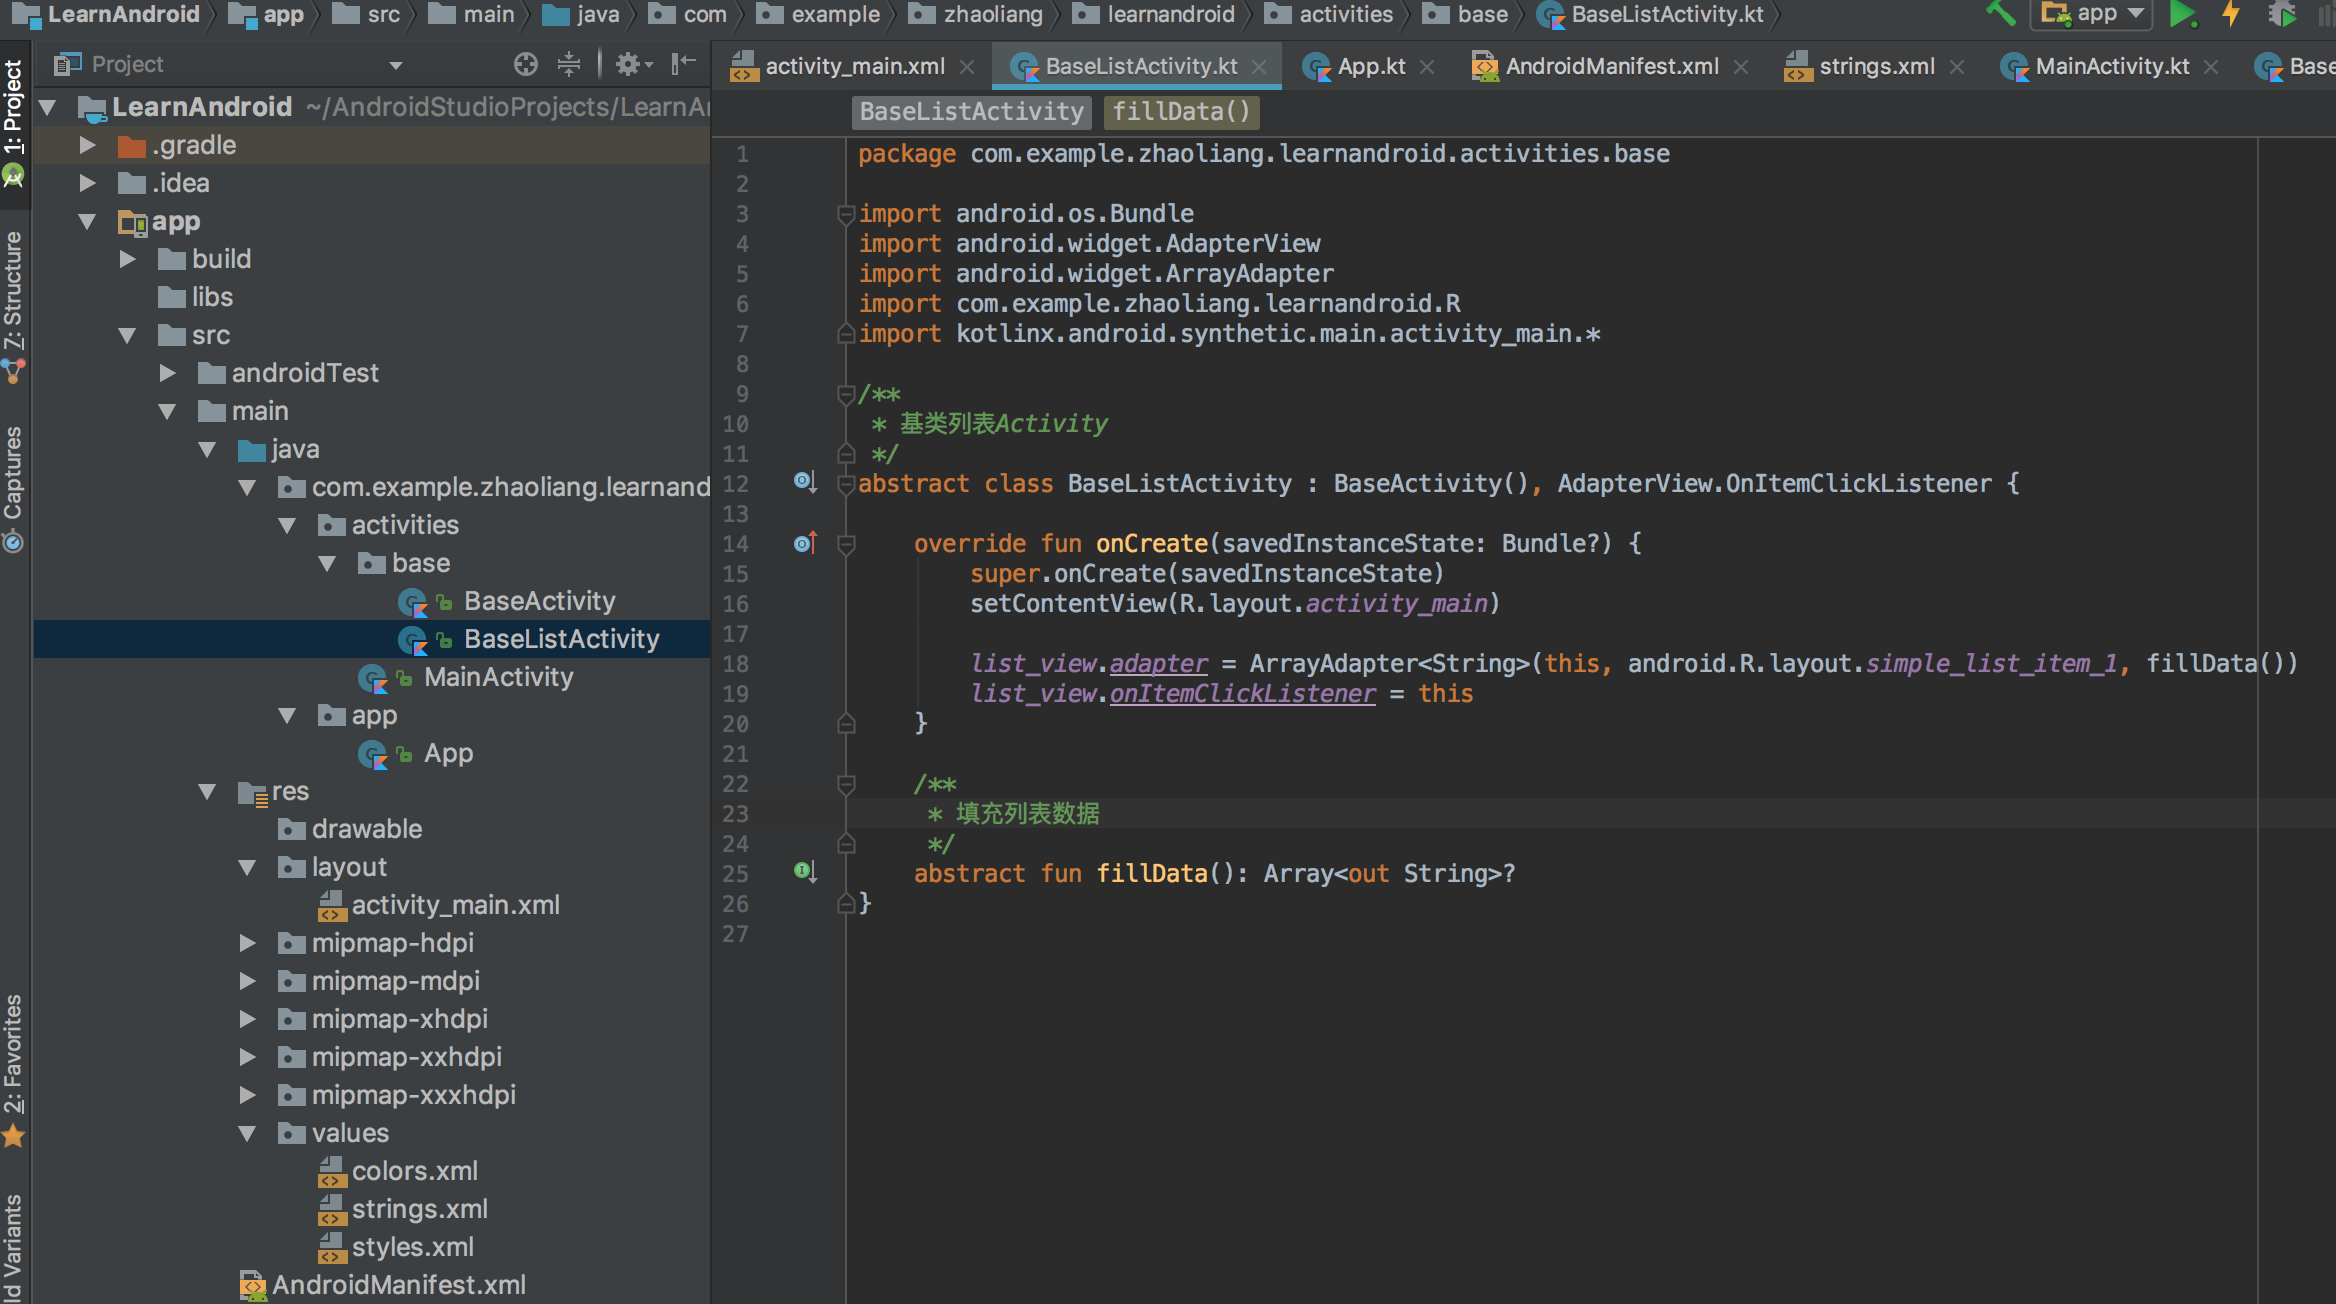 LearnAndroid app src main java com example zhaoliang learnandroid activities base BaseListActivity.kt app
Project
activity_main.xml BaseListActivity.kt App.kt AndroidManifest.xml strings.xml MainActivity.kt Base
BaseListActivity fillData()
1: Project
7: Structure
Captures
2: Favorites
ld Variants
LearnAndroid ~/AndroidStudioProjects/LearnAn
.gradle
.idea
app
build
libs
src
androidTest
main
java
com.example.zhaoliang.learnand
activities
base
BaseActivity
BaseListActivity
MainActivity
app
App
res
drawable
layout
activity_main.xml
mipmap-hdpi
mipmap-mdpi
mipmap-xhdpi
mipmap-xxhdpi
mipmap-xxxhdpi
values
colors.xml
strings.xml
styles.xml
AndroidManifest.xml
1 package com.example.zhaoliang.learnandroid.activities.base
2
3 import android.os.Bundle
4 import android.widget.AdapterView
5 import android.widget.ArrayAdapter
6 import com.example.zhaoliang.learnandroid.R
7 import kotlinx.android.synthetic.main.activity_main.*
8
9 /**
10 * 基类列表Activity
11 */
12 abstract class BaseListActivity : BaseActivity(), AdapterView.OnItemClickListener {
13
14 override fun onCreate(savedInstanceState: Bundle?) {
15 super.onCreate(savedInstanceState)
16 setContentView(R.layout.activity_main)
17
18 list_view.adapter = ArrayAdapter<String>(this, android.R.layout.simple_list_item_1, fillData())
19 list_view.onItemClickListener = this
20 }
21
22 /**
23 * 填充列表数据
24 */
25 abstract fun fillData(): Array<out String>?
26 }
27